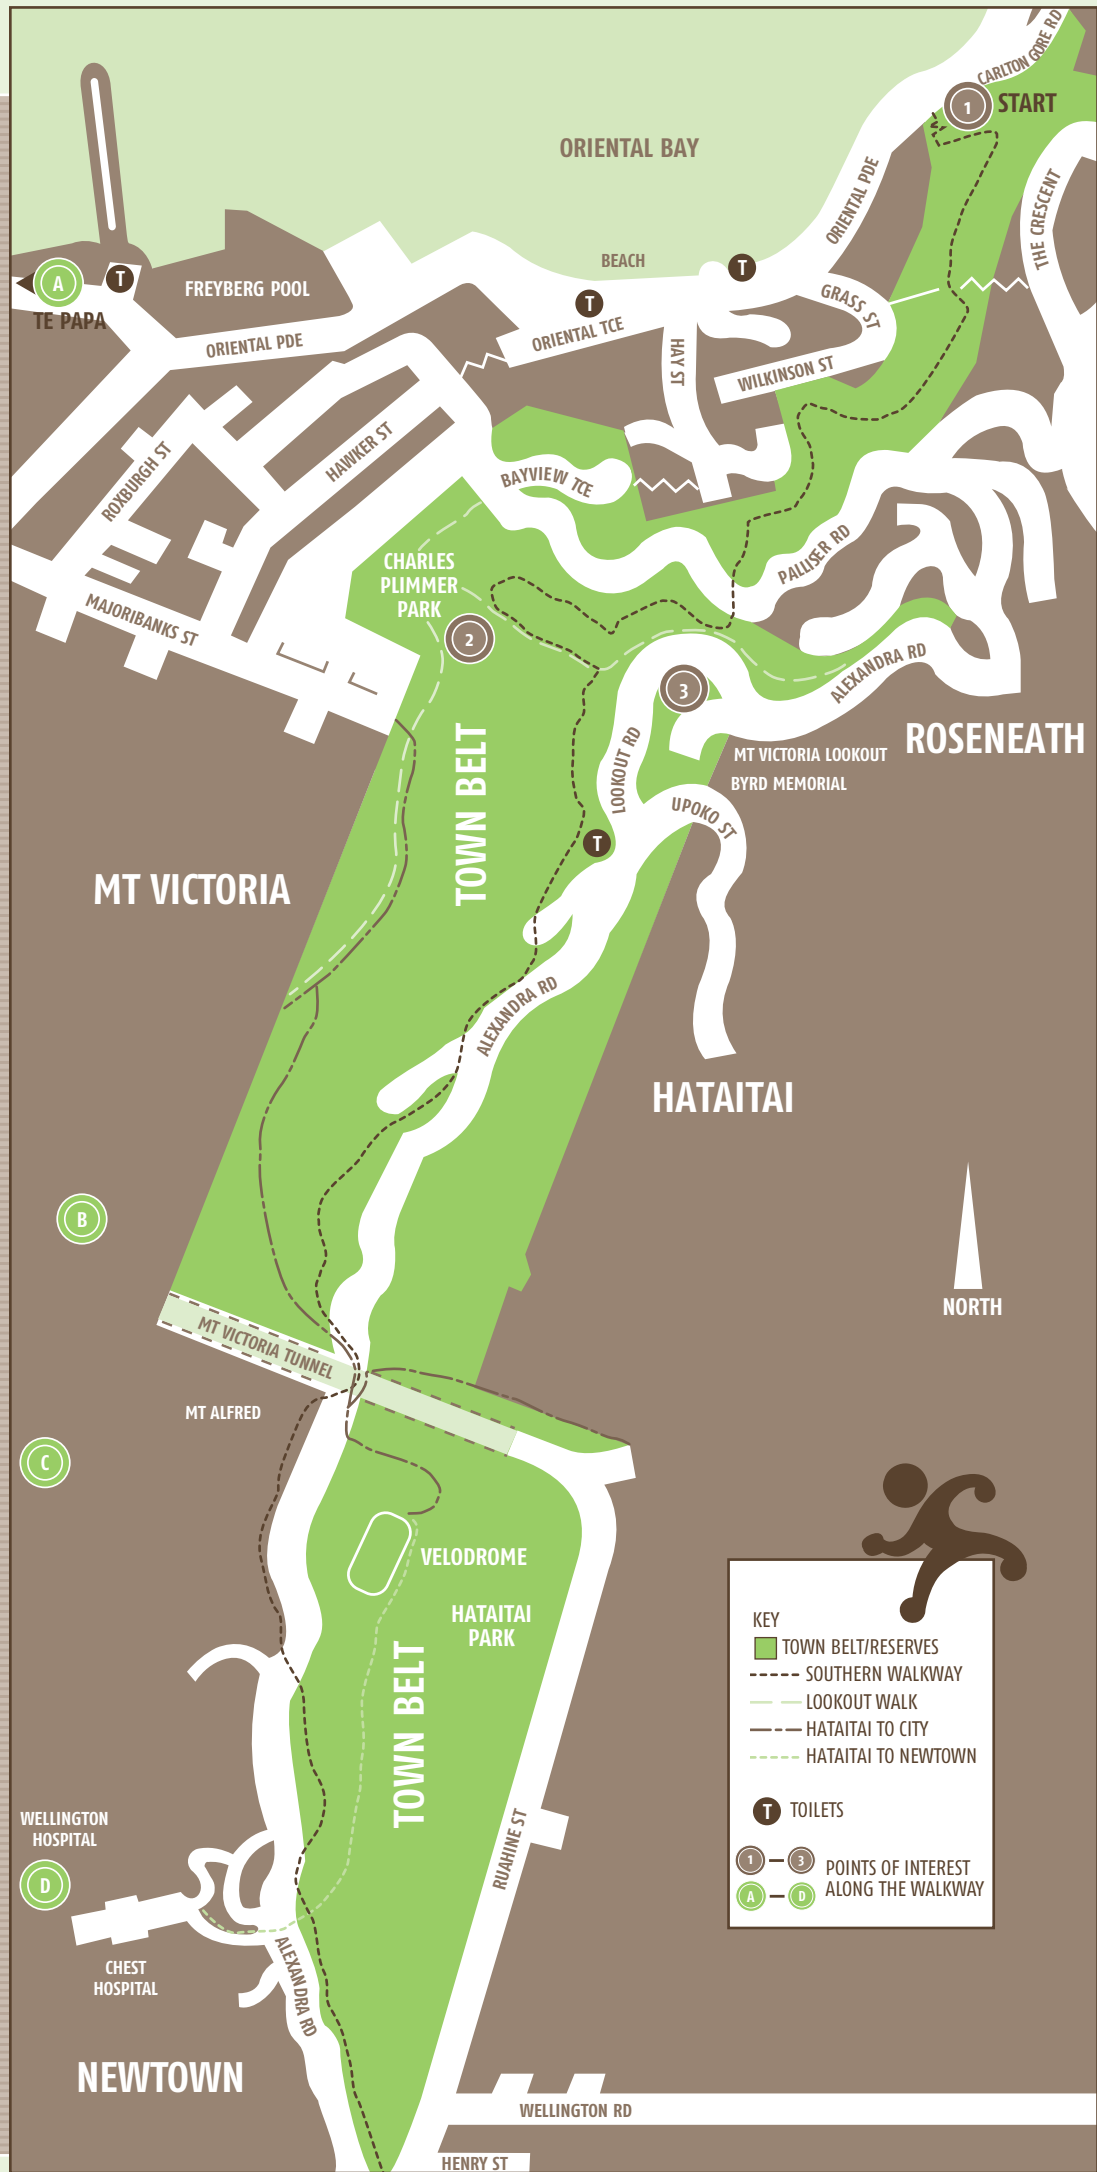 CARLTON GORE RD
1
START
ORIENTAL BAY
ORIENTAL PDE
THE CRESCENT
BEACH
T
A
T
TE PAPA
FREYBERG POOL
T
GRASS ST
ORIENTAL PDE
ORIENTAL TCE
HAY ST
WILKINSON ST
ROXBURGH ST
HAWKER ST
BAYVIEW TCE
PALLISER RD
CHARLES
PLIMMER
PARK
MAJORIBANKS ST
2
ALEXANDRA RD
3
ROSENEATH
LOOKOUT RD
MT VICTORIA LOOKOUT
BYRD MEMORIAL
TOWN BELT
UPOKO ST
T
MT VICTORIA
ALEXANDRA RD
HATAITAI
B
NORTH
MT VICTORIA TUNNEL
MT ALFRED
C
VELODROME
HATAITAI
PARK
TOWN BELT
KEY
TOWN BELT/RESERVES
SOUTHERN WALKWAY
LOOKOUT WALK
HATAITAI TO CITY
HATAITAI TO NEWTOWN
T TOILETS
1 – 3 POINTS OF INTEREST
A – D ALONG THE WALKWAY
WELLINGTON
HOSPITAL
D
RUAHINE ST
CHEST
HOSPITAL
ALEXANDRA RD
NEWTOWN
WELLINGTON RD
HENRY ST